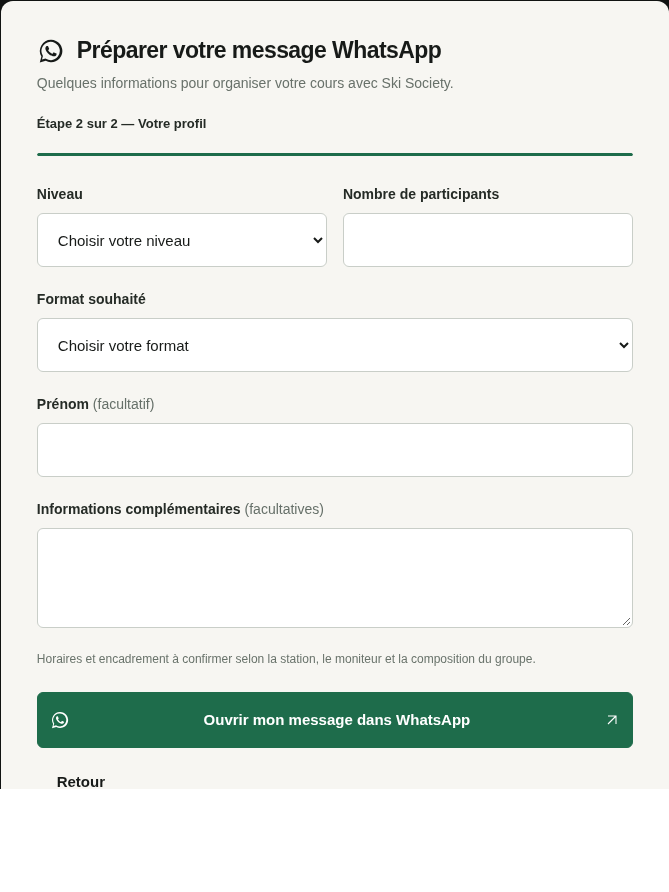 Préparer votre message WhatsApp
Quelques informations pour organiser votre cours avec Ski Society.
Étape 2 sur 2 — Votre profil
Niveau
Nombre de participants
Choisir votre niveau
Format souhaité
Choisir votre format
Prénom (facultatif)
Informations complémentaires (facultatives)
Horaires et encadrement à confirmer selon la station, le moniteur et la composition du groupe.
Ouvrir mon message dans WhatsApp
Retour